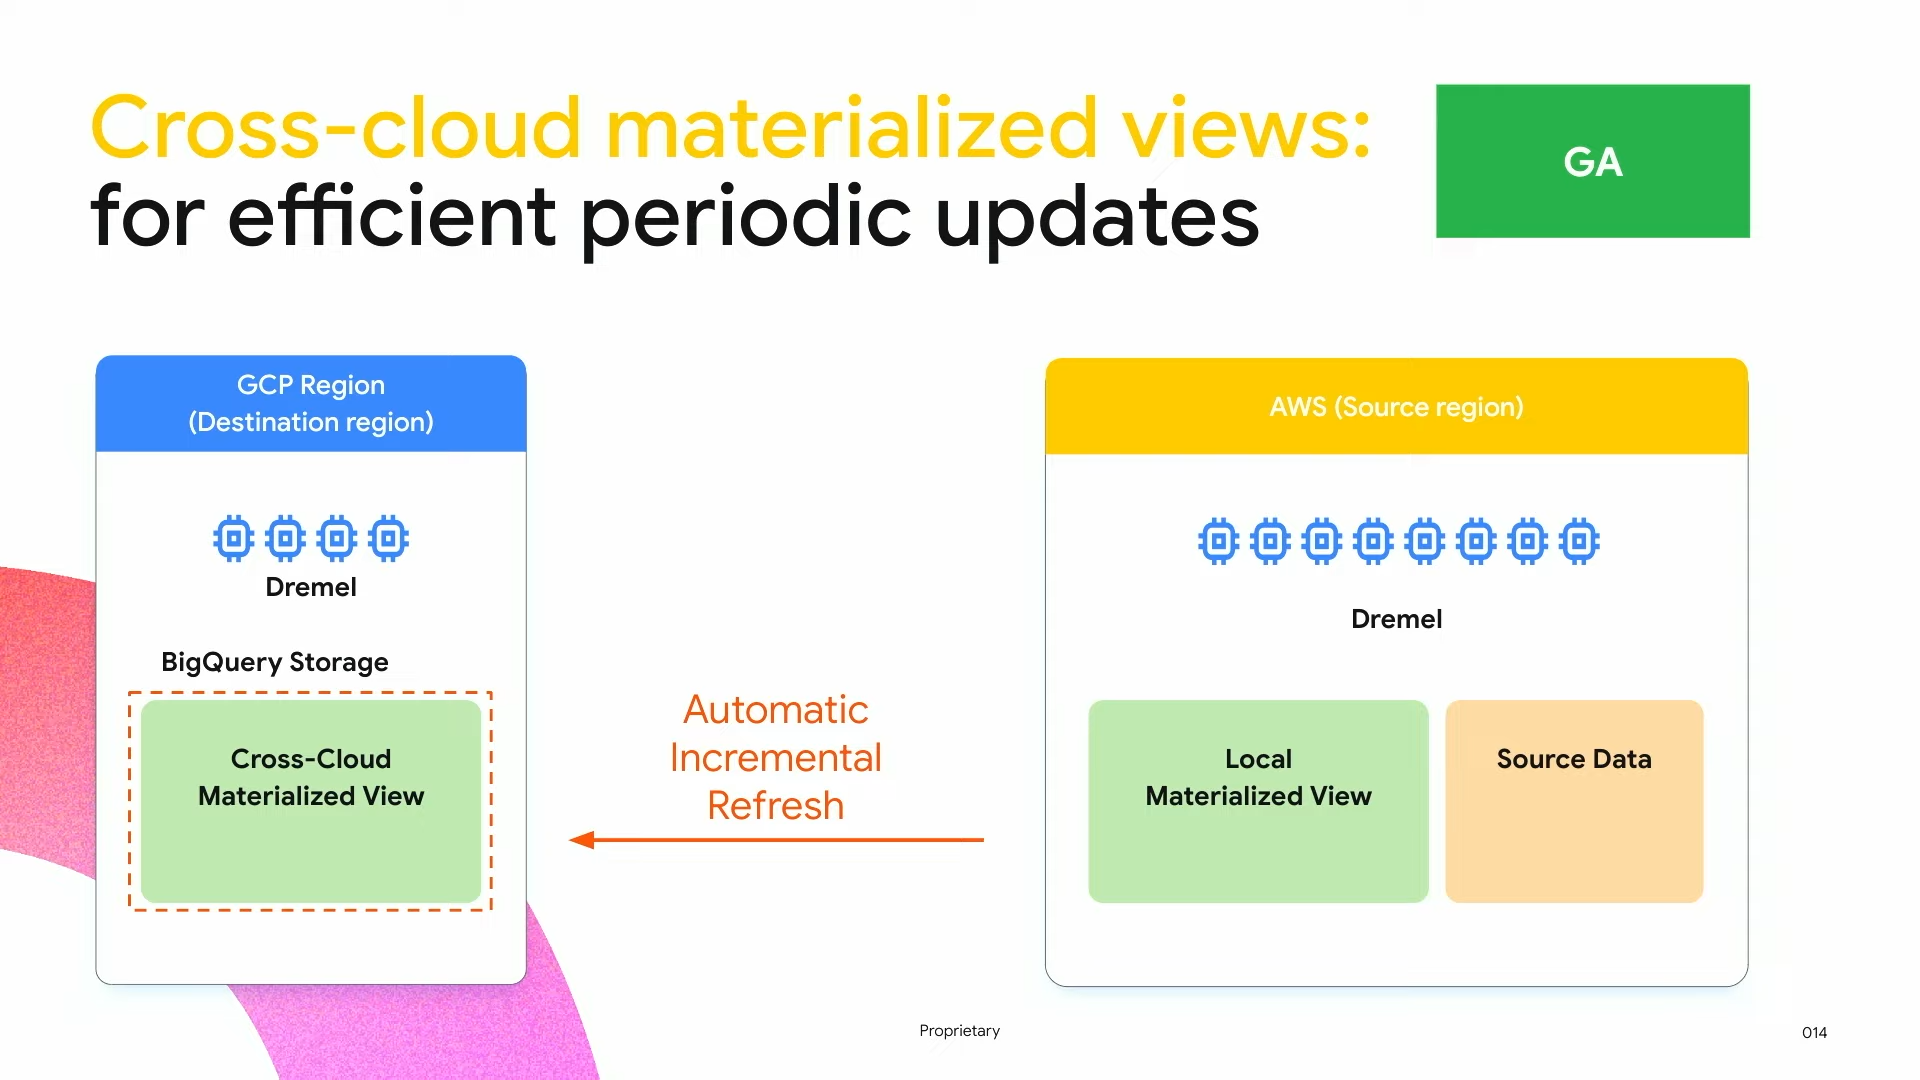 Cross-cloud materialized views:
for efficient periodic updates
GA
GCP Region
(Destination region)
Dremel
BigQuery Storage
Cross-Cloud
Materialized View
Automatic
Incremental
Refresh
AWS (Source region)
Dremel
Local
Materialized View
Source Data
Proprietary
014